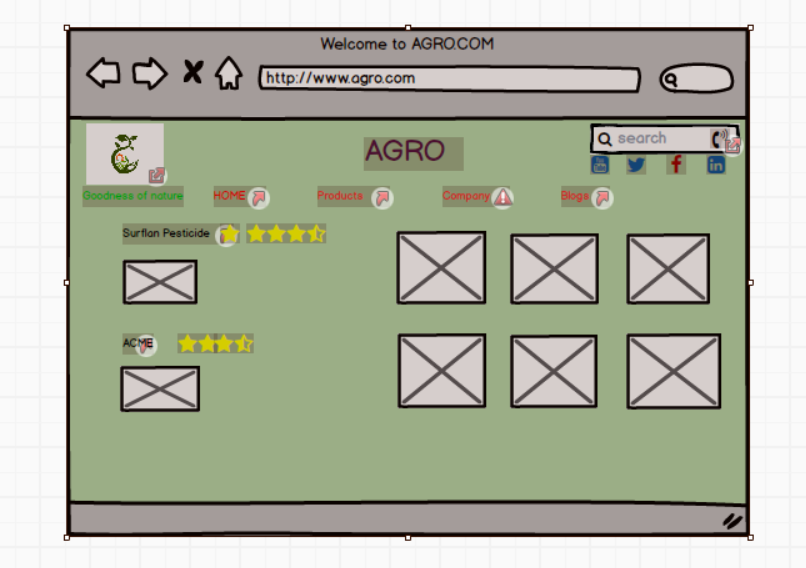 Welcome to AGRO.COM
http://www.agro.com
AGRO
search
Goodness of nature
HOME
Products
Company
Blogs
Surflan Pesticide
ACME